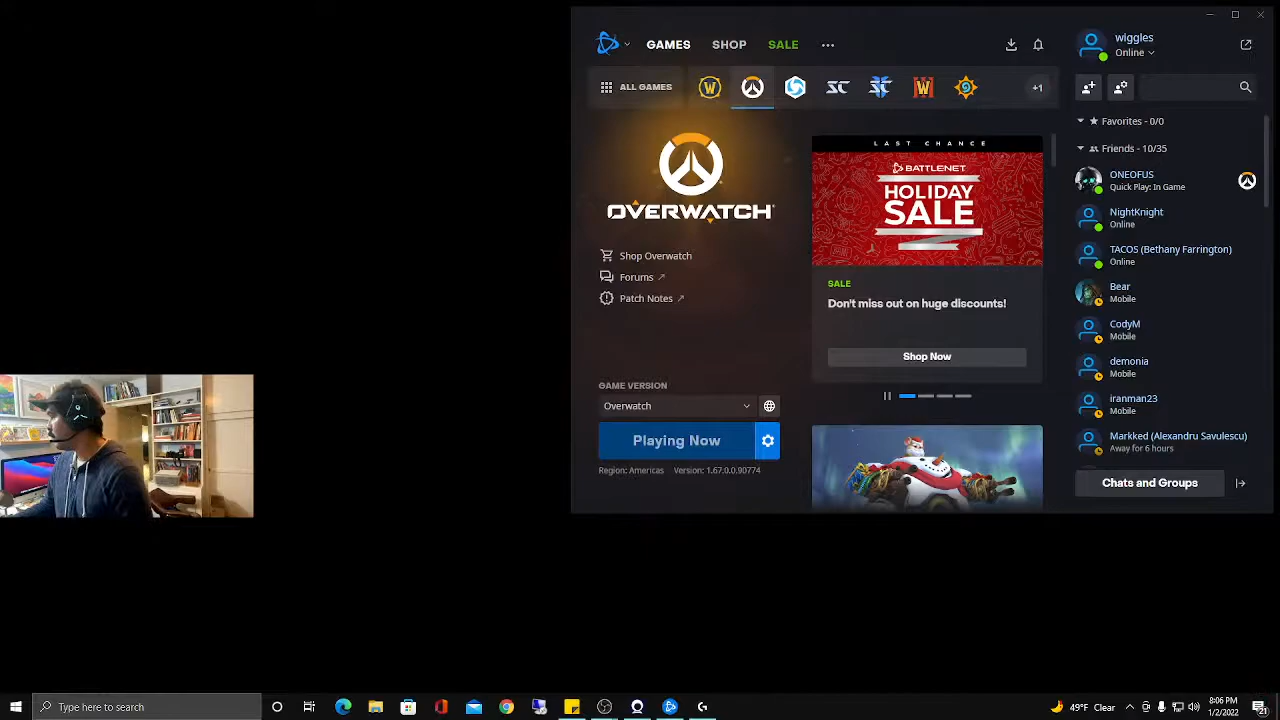 GAMES SHOP SALE
ALL GAMES
+1
OVERWATCH
Shop Overwatch
Forums
Patch Notes
GAME VERSION
Overwatch
Playing Now
Region: Americas Version: 1.67.0.0.90774
LAST CHANCE
BATTLENET
HOLIDAY
SALE
SALE
Don't miss out on huge discounts!
Shop Now
wiggles
Online
Favorites - 0/0
Friends - 10/35
ONEOFUS
Quick Play: In Game
NightKnight
Online
TACOS (Bethany Farrington)
Online
Bear
Mobile
CodyM
Mobile
demonia
Mobile
iranman23
Mobile
Markked (Alexandru Savulescu)
Away for 6 hours
Chats and Groups
Type here to search
49°F Clear
8:06 PM
1/2/2022